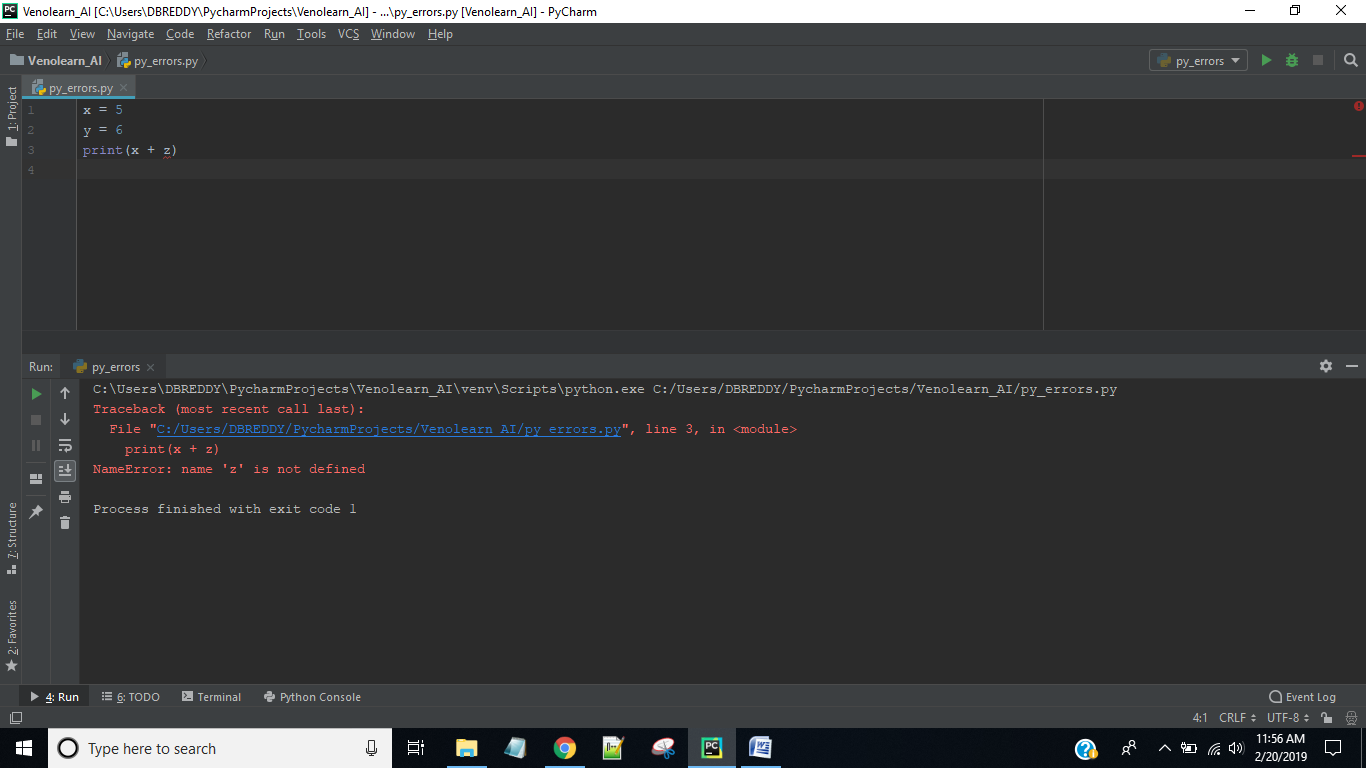 Venolearn_AI [C:\Users\DBREDDY\PycharmProjects\Venolearn_AI] - ...\py_errors.py [Venolearn_AI] - PyCharm
File Edit View Navigate Code Refactor Run Tools VCS Window Help
Venolearn_AI py_errors.py py_errors
1: Project
py_errors.py
1 x = 5
2 y = 6
3 print(x + z)
4
Run: py_errors
C:\Users\DBREDDY\PycharmProjects\Venolearn_AI\venv\Scripts\python.exe C:/Users/DBREDDY/PycharmProjects/Venolearn_AI/py_errors.py
Traceback (most recent call last):
File "C:/Users/DBREDDY/PycharmProjects/Venolearn_AI/py_errors.py", line 3, in <module>
print(x + z)
NameError: name 'z' is not defined
Process finished with exit code 1
7: Structure
2: Favorites
4: Run 6: TODO Terminal Python Console Event Log
4:1 CRLF UTF-8
Type here to search
11:56 AM
2/20/2019